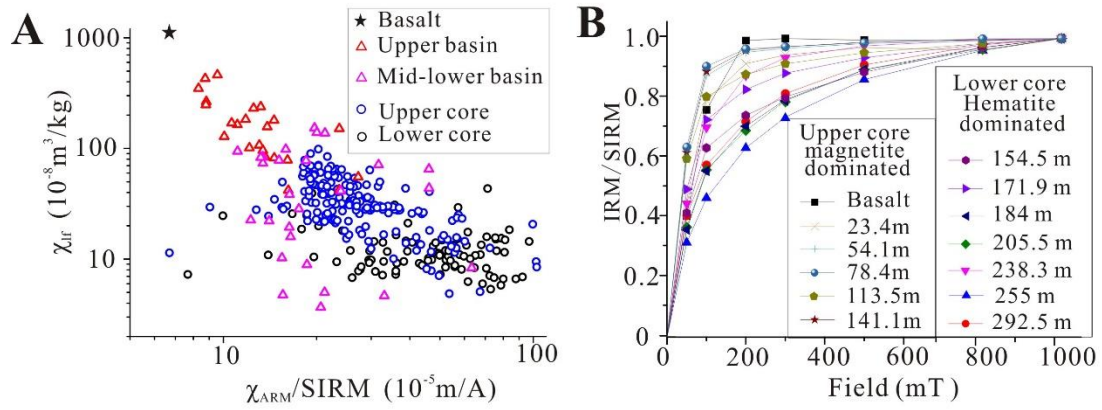 A
χlf (10-8m3/kg)
1000
100
10
10
100
χARM/SIRM (10-5m/A)
Basalt
Upper basin
Mid-lower basin
Upper core
Lower core
B
IRM/SIRM
1.0
0.8
0.6
0.4
0.2
0
0
200
400
600
800
1000
Field (mT)
Upper core
magnetite
dominated
Basalt
23.4m
54.1m
78.4m
113.5m
141.1m
Lower core
Hematite
dominated
154.5 m
171.9 m
184 m
205.5 m
238.3 m
255 m
292.5 m